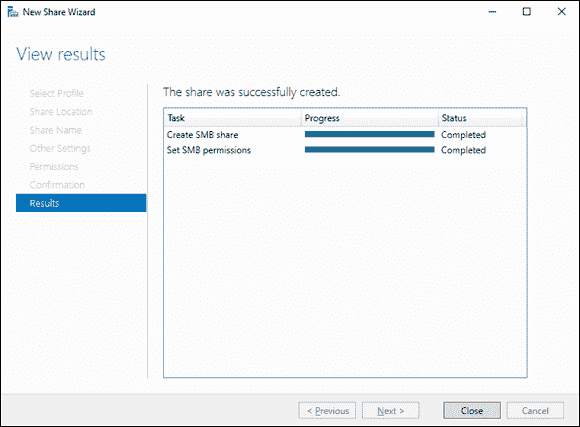 New Share Wizard
View results
Select Profile
Share Location
Share Name
Other Settings
Permissions
Confirmation
Results
The share was successfully created.
Task Progress Status
Create SMB share Completed
Set SMB permissions Completed
< Previous Next > Close Cancel